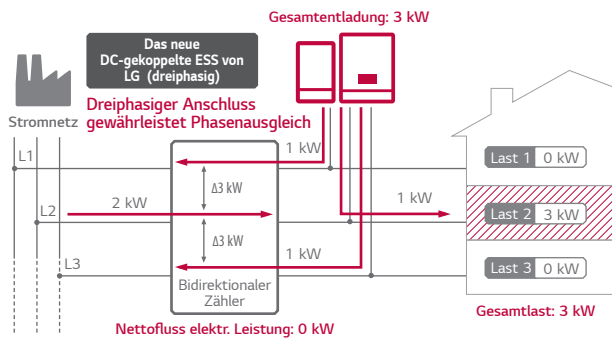 Gesamtentladung: 3 kW
Das neue
DC-gekoppelte ESS von
LG (dreiphasig)
Dreiphasiger Anschluss
gewährleistet Phasenausgleich
Stromnetz
L1
1 kW
Last 1 0 kW
Δ3 kW
L2
2 kW
1 kW
Last 2 3 kW
Δ3 kW
L3
1 kW
Last 3 0 kW
Bidirektionaler
Zähler
Gesamtlast: 3 kW
Nettofluss elektr. Leistung: 0 kW